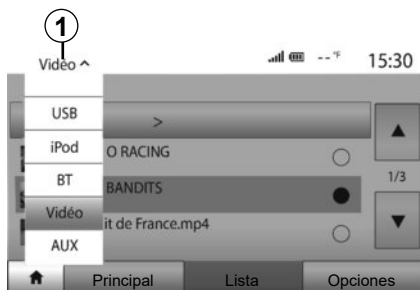 1
Vidéo ^
--°F 15:30
USB
>
iPod
O RACING
BT
BANDITS
1/3
Vidéo
it de France.mp4
AUX
Principal Lista Opciones